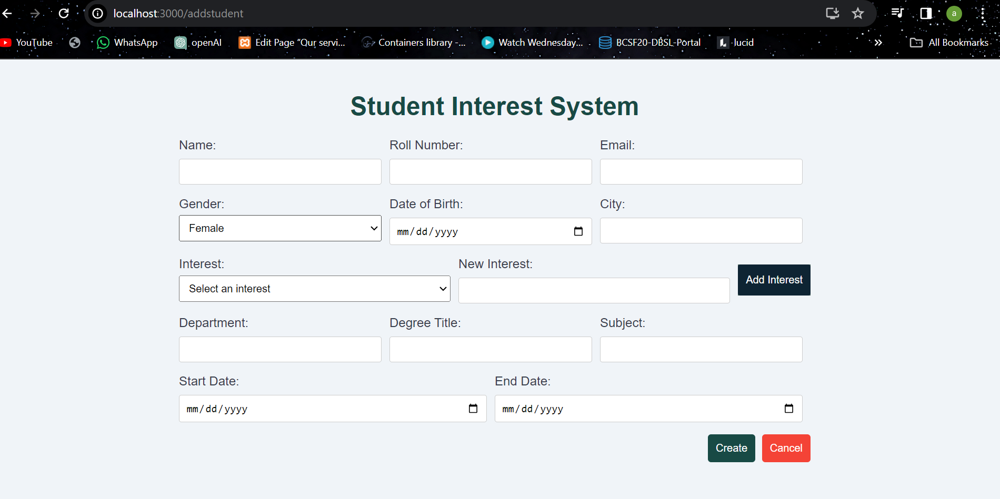 localhost:3000/addstudent
a
YouTube WhatsApp openAI Edit Page “Our servi... Containers library -... Watch Wednesday... BCSF20-DBSL-Portal lucid » All Bookmarks
Student Interest System
Name: Roll Number: Email:
Gender: Date of Birth: City:
Female mm/dd/yyyy
Interest: New Interest:
Add Interest
Select an interest
Department: Degree Title: Subject:
Start Date: End Date:
mm/dd/yyyy mm/dd/yyyy
Create Cancel